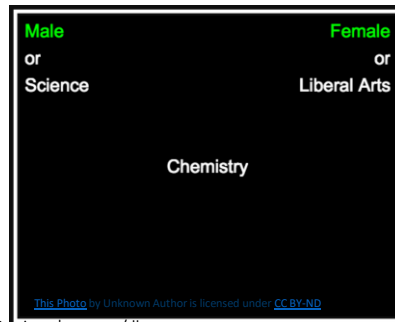 Male Female
or or
Science Liberal Arts
Chemistry
This Photo by Unknown Author is licensed under CC BY-ND